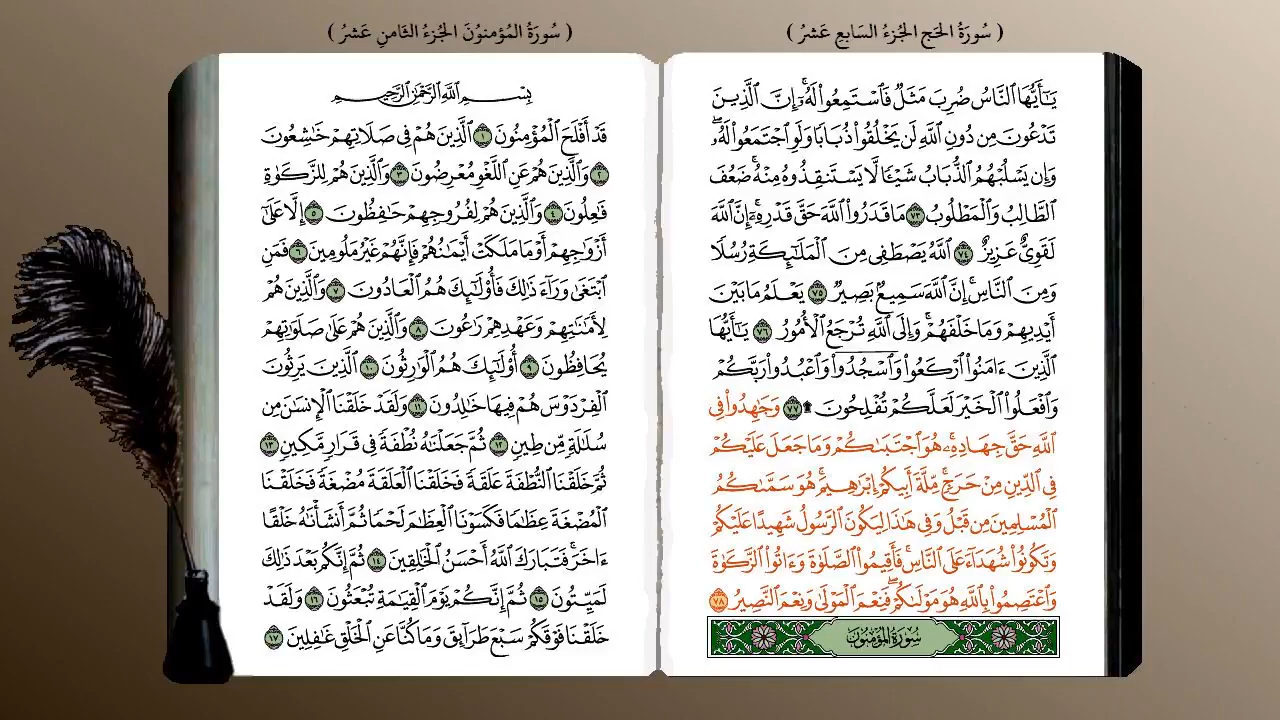 ( سُورَةُ الحَج الجُزءُ السَابعِ عَشَرُ )
يَـٰٓأَيُّهَا ٱلنَّاسُ ضُرِبَ مَثَلٌ فَٱسْتَمِعُوا۟ لَهُۥٓ ۚ إِنَّ ٱلَّذِينَ
تَدْعُونَ مِن دُونِ ٱللَّهِ لَن يَخْلُقُوا۟ ذُبَابًا وَلَوِ ٱجْتَمَعُوا۟ لَهُۥ ۖ
وَإِن يَسْلُبْهُمُ ٱلذُّبَابُ شَيْـًٔا لَّا يَسْتَنقِذُوهُ مِنْهُ ۚ ضَعُفَ
ٱلطَّالِبُ وَٱلْمَطْلُوبُ ٧٣ مَا قَدَرُوا۟ ٱللَّهَ حَقَّ قَدْرِهِۦٓ ۗ إِنَّ ٱللَّهَ
لَقَوِىٌّ عَزِيزٌ ٧٤ ٱللَّهُ يَصْطَفِى مِنَ ٱلْمَلَـٰٓئِكَةِ رُسُلًا
وَمِنَ ٱلنَّاسِ ۚ إِنَّ ٱللَّهَ سَمِيعٌۢ بَصِيرٌ ٧٥ يَعْلَمُ مَا بَيْنَ
أَيْدِيهِمْ وَمَا خَلْفَهُمْ ۗ وَإِلَى ٱللَّهِ تُرْجَعُ ٱلْأُمُورُ ٧٦ يَـٰٓأَيُّهَا
ٱلَّذِينَ ءَامَنُوا۟ ٱرْكَعُوا۟ وَٱسْجُدُوا۟ وَٱعْبُدُوا۟ رَبَّكُمْ
وَٱفْعَلُوا۟ ٱلْخَيْرَ لَعَلَّكُمْ تُفْلِحُونَ ۩ ٧٧ وَجَـٰهِدُوا۟ فِى
ٱللَّهِ حَقَّ جِهَادِهِۦ ۚ هُوَ ٱجْتَبَىٰكُمْ وَمَا جَعَلَ عَلَيْكُمْ
فِى ٱلدِّينِ مِنْ حَرَجٍ ۚ مِّلَّةَ أَبِيكُمْ إِبْرَٰهِيمَ ۚ هُوَ سَمَّىٰكُمُ
ٱلْمُسْلِمِينَ مِن قَبْلُ وَفِى هَـٰذَا لِيَكُونَ ٱلرَّسُولُ شَهِيدًا عَلَيْكُمْ
وَتَكُونُوا۟ شُهَدَآءَ عَلَى ٱلنَّاسِ ۚ فَأَقِيمُوا۟ ٱلصَّلَوٰةَ وَءَاتُوا۟ ٱلزَّكَوٰةَ
وَٱعْتَصِمُوا۟ بِٱللَّهِ هُوَ مَوْلَىٰكُمْ ۖ فَنِعْمَ ٱلْمَوْلَىٰ وَنِعْمَ ٱلنَّصِيرُ ٧٨
سُورَةُ المُؤْمِنُونَ
( سُورَةُ المُؤمنوُنَ الجُزءُ الثَامنِ عَشَرُ )
بِسْمِ ٱللَّهِ ٱلرَّحْمَـٰنِ ٱلرَّحِيمِ
قَدْ أَفْلَحَ ٱلْمُؤْمِنُونَ ١ ٱلَّذِينَ هُمْ فِى صَلَاتِهِمْ خَـٰشِعُونَ
٢ وَٱلَّذِينَ هُمْ عَنِ ٱللَّغْوِ مُعْرِضُونَ ٣ وَٱلَّذِينَ هُمْ لِلزَّكَوٰةِ
فَـٰعِلُونَ ٤ وَٱلَّذِينَ هُمْ لِفُرُوجِهِمْ حَـٰفِظُونَ ٥ إِلَّا عَلَىٰٓ
أَزْوَٰجِهِمْ أَوْ مَا مَلَكَتْ أَيْمَـٰنُهُمْ فَإِنَّهُمْ غَيْرُ مَلُومِينَ ٦ فَمَنِ
ٱبْتَغَىٰ وَرَآءَ ذَٰلِكَ فَأُو۟لَـٰٓئِكَ هُمُ ٱلْعَادُونَ ٧ وَٱلَّذِينَ هُمْ
لِأَمَـٰنَـٰتِهِمْ وَعَهْدِهِمْ رَٰعُونَ ٨ وَٱلَّذِينَ هُمْ عَلَىٰ صَلَوَٰتِهِمْ
يُحَافِظُونَ ٩ أُو۟لَـٰٓئِكَ هُمُ ٱلْوَٰرِثُونَ ١٠ ٱلَّذِينَ يَرِثُونَ
ٱلْفِرْدَوْسَ هُمْ فِيهَا خَـٰلِدُونَ ١١ وَلَقَدْ خَلَقْنَا ٱلْإِنسَـٰنَ مِن
سُلَـٰلَةٍ مِّن طِينٍ ١٢ ثُمَّ جَعَلْنَـٰهُ نُطْفَةً فِى قَرَارٍ مَّكِينٍ ١٣
ثُمَّ خَلَقْنَا ٱلنُّطْفَةَ عَلَقَةً فَخَلَقْنَا ٱلْعَلَقَةَ مُضْغَةً فَخَلَقْنَا
ٱلْمُضْغَةَ عِظَـٰمًا فَكَسَوْنَا ٱلْعِظَـٰمَ لَحْمًا ثُمَّ أَنشَأْنَـٰهُ خَلْقًا
ءَاخَرَ ۚ فَتَبَارَكَ ٱللَّهُ أَحْسَنُ ٱلْخَـٰلِقِينَ ١٤ ثُمَّ إِنَّكُم بَعْدَ ذَٰلِكَ
لَمَيِّتُونَ ١٥ ثُمَّ إِنَّكُمْ يَوْمَ ٱلْقِيَـٰمَةِ تُبْعَثُونَ ١٦ وَلَقَدْ
خَلَقْنَا فَوْقَكُمْ سَبْعَ طَرَآئِقَ وَمَا كُنَّا عَنِ ٱلْخَلْقِ غَـٰفِلِينَ ١٧